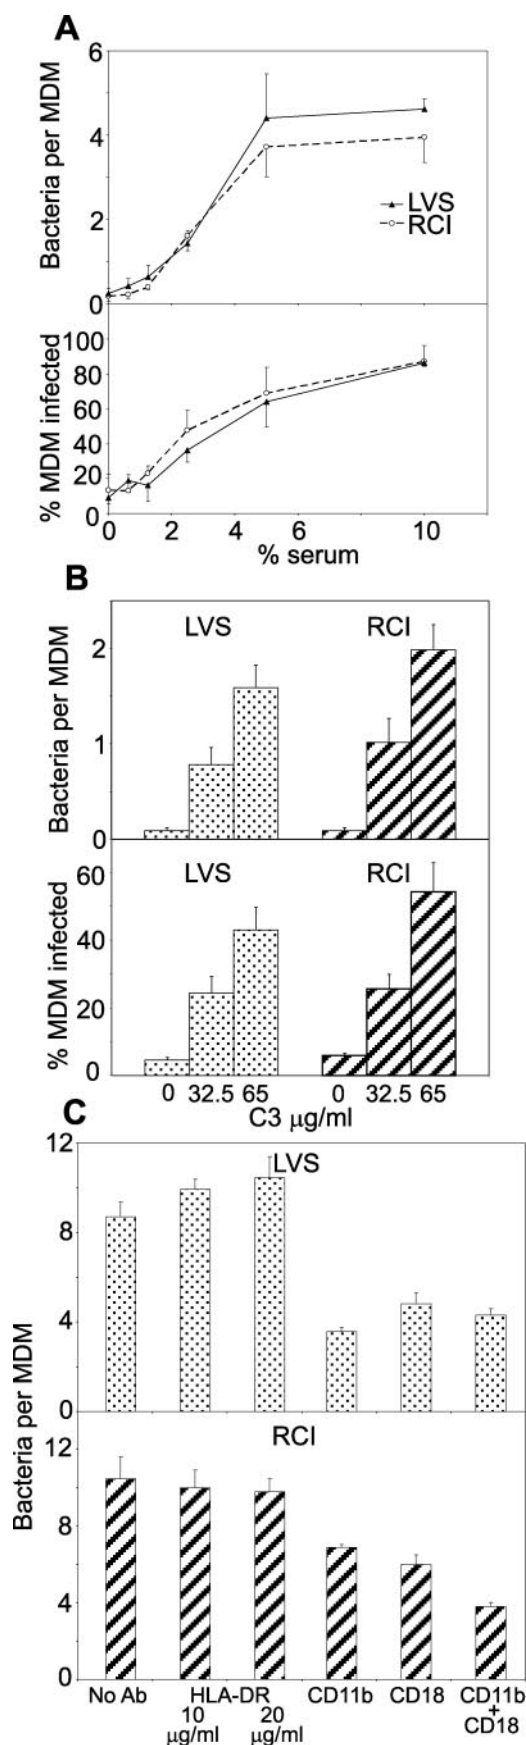 A
Bacteria per MDM
6
4
2
0
LVS
RCI
% MDM infected
100
80
60
40
20
0
0 2 4 6 8 10
% serum
B
Bacteria per MDM
2
1
0
LVS RCI
% MDM infected
60
40
20
0
LVS RCI
0 32.5 65 0 32.5 65
C3 μg/ml
C
Bacteria per MDM
12
8
4
0
LVS
12
8
4
0
RCI
No Ab HLA-DR CD11b CD18 CD11b
10 20 +
μg/ml μg/ml CD18